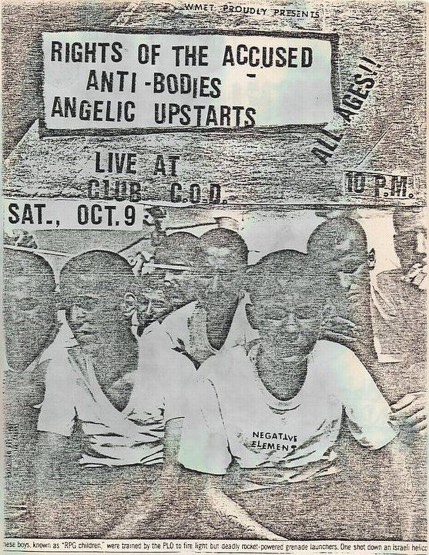 WMET PROUDLY PRESENTS
RIGHTS OF THE ACCUSED
ANTI-BODIES
ANGELIC UPSTARTS
ALL AGES!!
LIVE AT
CLUB C.O.D.
10 P.M.
SAT., OCT. 9
NEGATIVE
ELEMENT
hese boys, known as "RPG children," were trained by the PLO to fire light but deadly rocket-powered grenade launchers. One shot down an Israeli helico